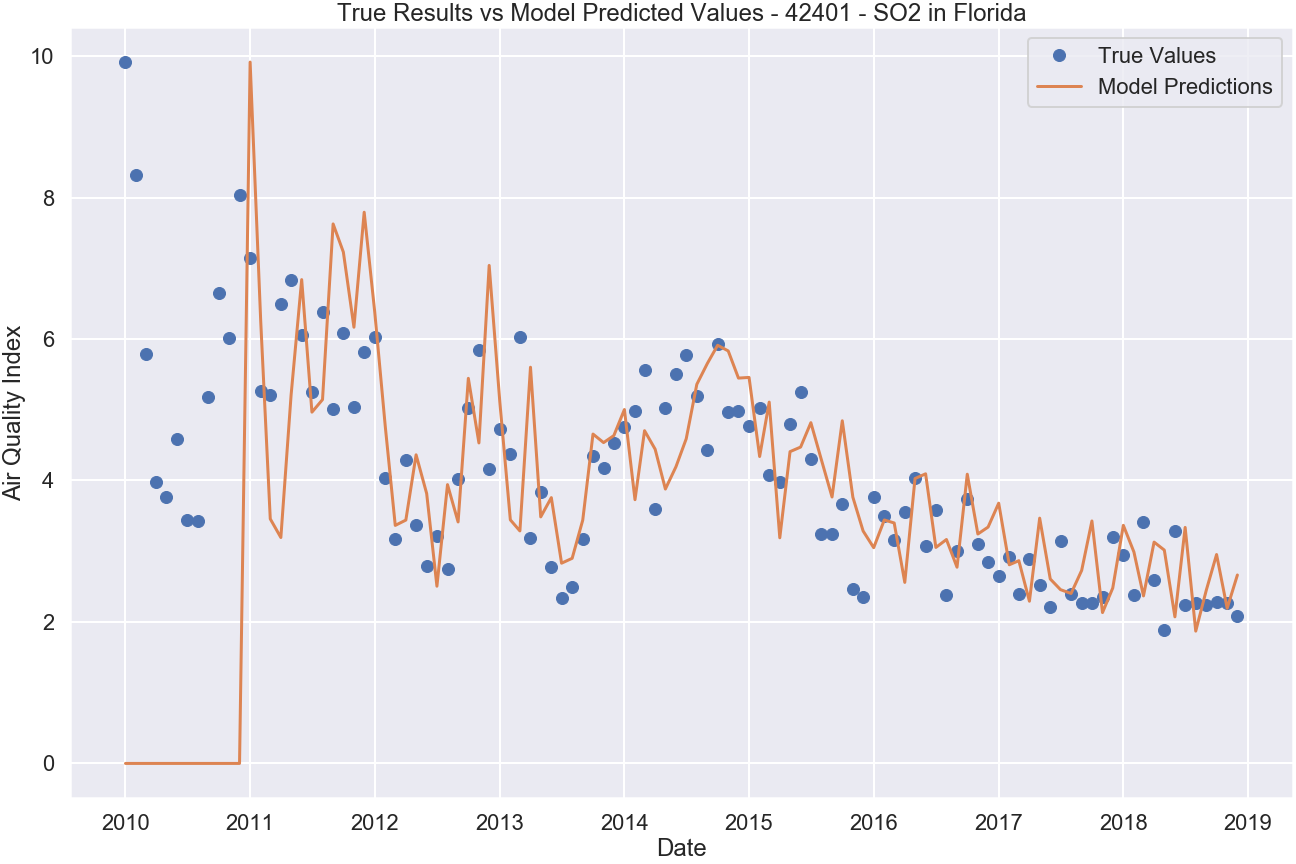 True Results vs Model Predicted Values - 42401 - SO2 in Florida
True Values
Model Predictions
Air Quality Index
10
8
6
4
2
0
2010 2011 2012 2013 2014 2015 2016 2017 2018 2019
Date